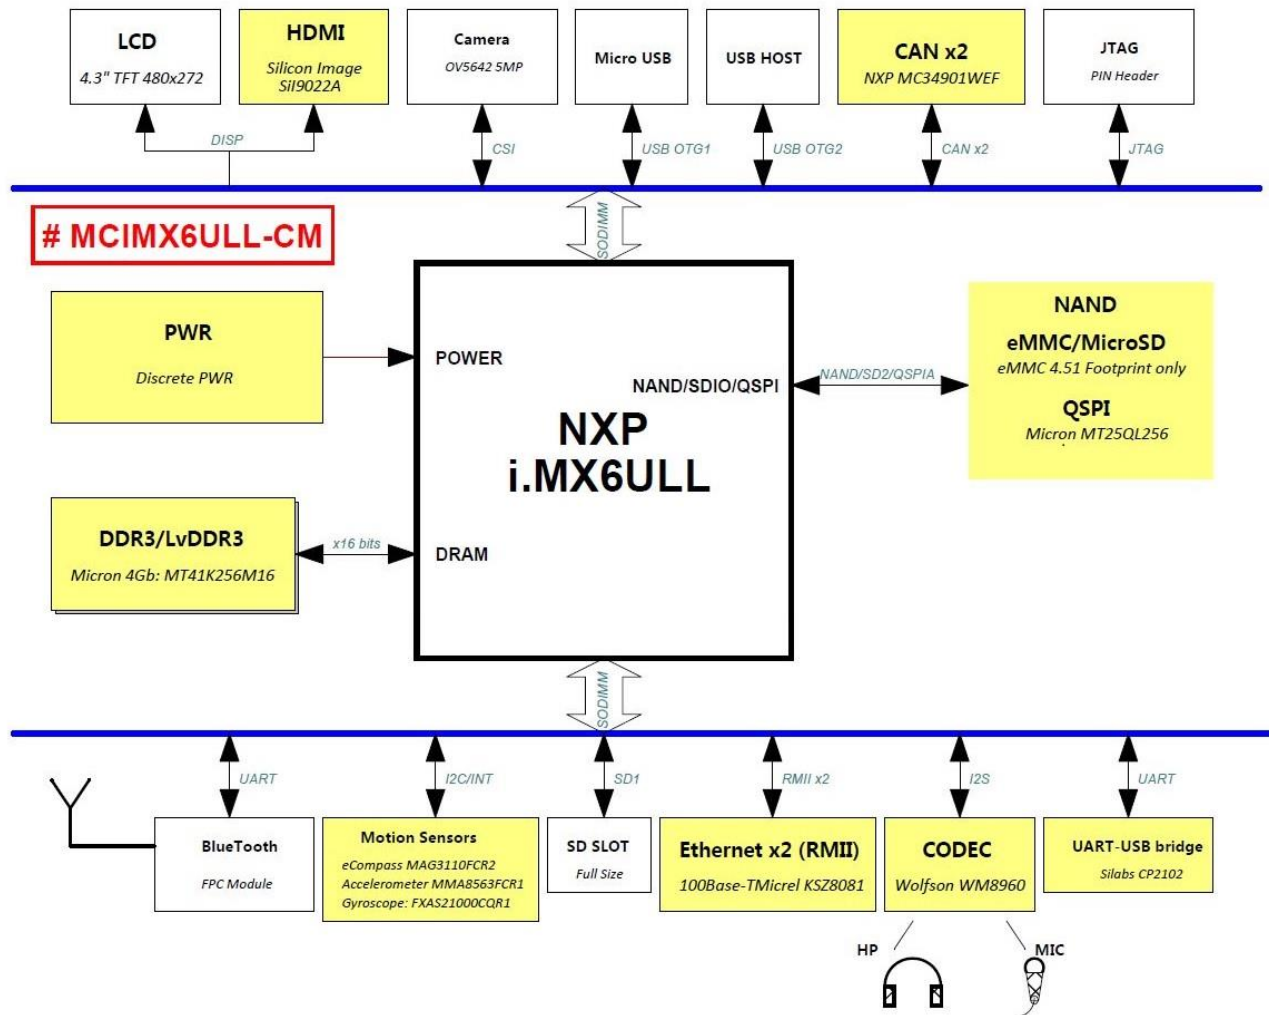 LCD
4.3" TFT 480x272
HDMI
Silicon Image
SiI9022A
Camera
OV5642 5MP
Micro USB
USB HOST
CAN x2
NXP MC34901WEF
JTAG
PIN Header
DISP
CSI
USB OTG1
USB OTG2
CAN x2
JTAG
SODIMM
# MCIMX6ULL-CM
PWR
Discrete PWR
POWER
NAND/SDIO/QSPI
NAND/SD2/QSPIA
NAND
eMMC/MicroSD
eMMC 4.51 Footprint only
QSPI
Micron MT25QL256
NXP
i.MX6ULL
DDR3/LvDDR3
Micron 4Gb: MT41K256M16
x16 bits
DRAM
SODIMM
UART
I2C/INT
SD1
RMII x2
I2S
UART
BlueTooth
FPC Module
Motion Sensors
eCompass MAG3110FCR2
Accelerometer MMA8563FCR1
Gyroscope: FXAS21000CQR1
SD SLOT
Full Size
Ethernet x2 (RMII)
100Base-TMicrel KSZ8081
CODEC
Wolfson WM8960
UART-USB bridge
Silabs CP2102
HP
MIC